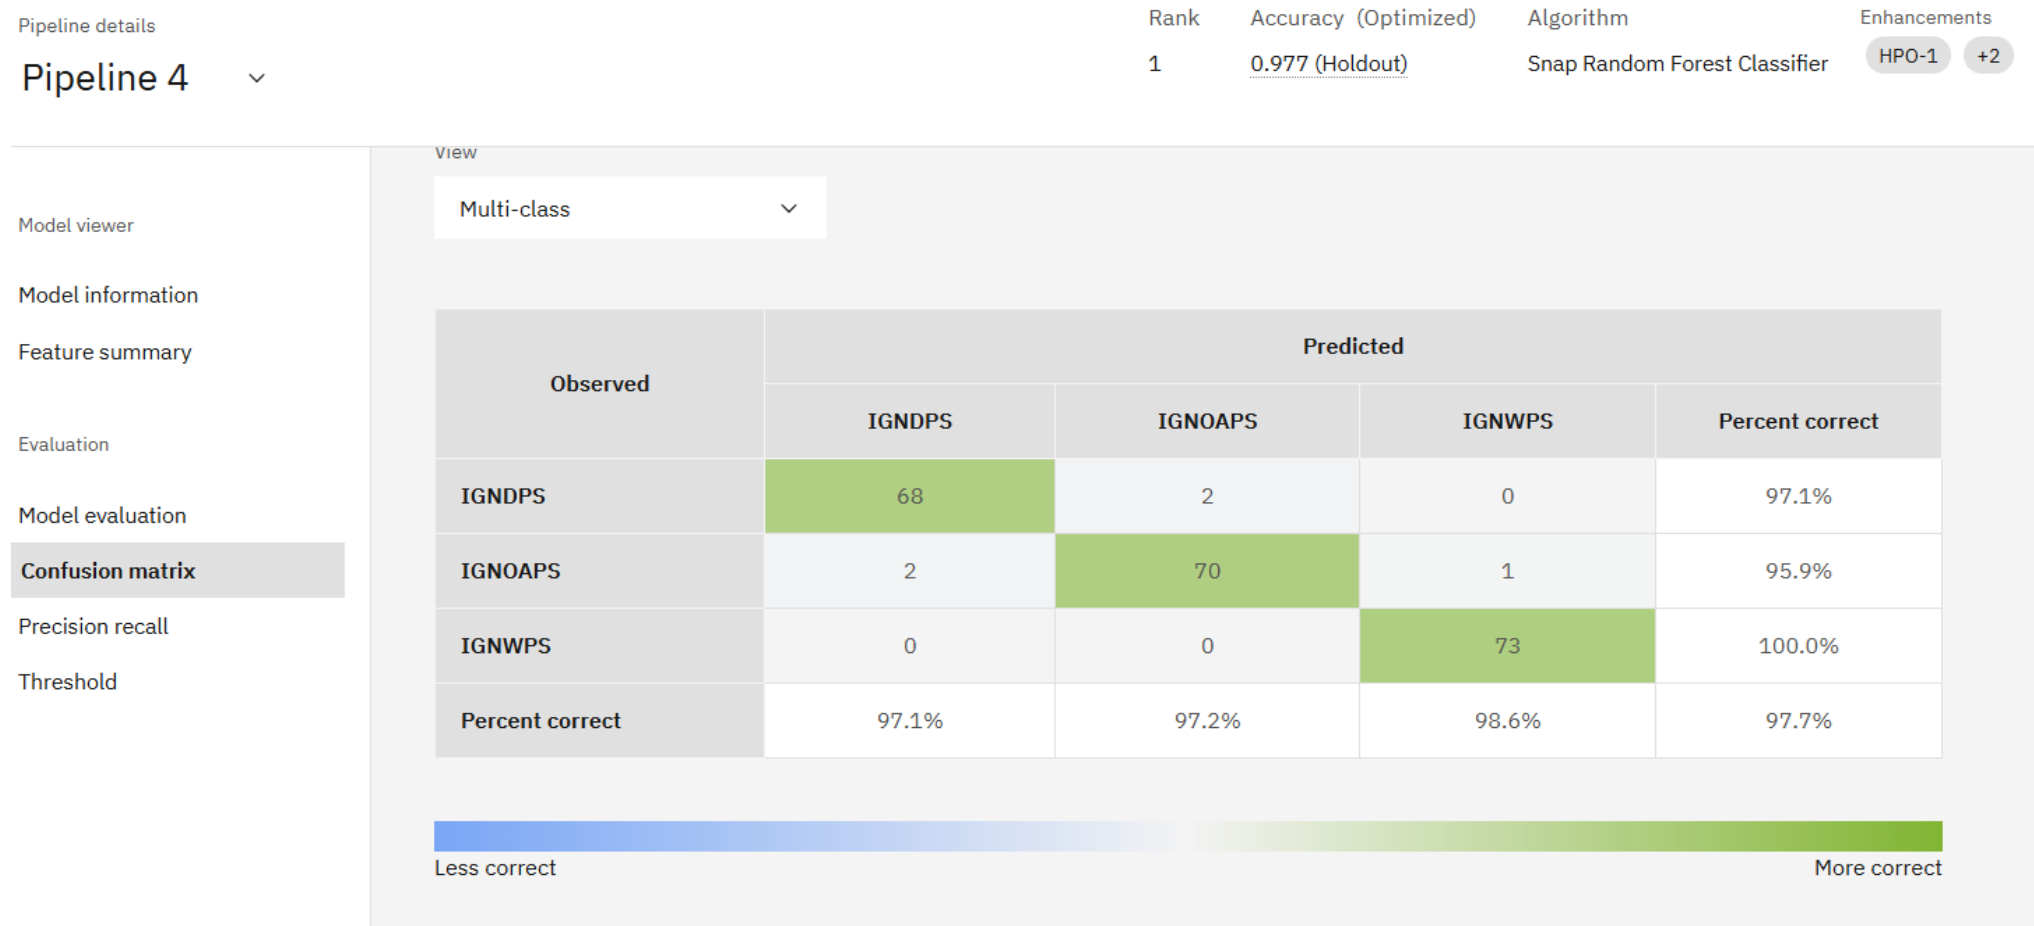 Pipeline details
Pipeline 4
Rank Accuracy (Optimized) Algorithm Enhancements
1 0.977 (Holdout) Snap Random Forest Classifier HPO-1 +2
Model viewer
Model information
Feature summary
Evaluation
Model evaluation
Confusion matrix
Precision recall
Threshold
View
Multi-class
Observed Predicted
IGNDPS IGNOAPS IGNWPS Percent correct
IGNDPS 68 2 0 97.1%
IGNOAPS 2 70 1 95.9%
IGNWPS 0 0 73 100.0%
Percent correct 97.1% 97.2% 98.6% 97.7%
Less correct More correct